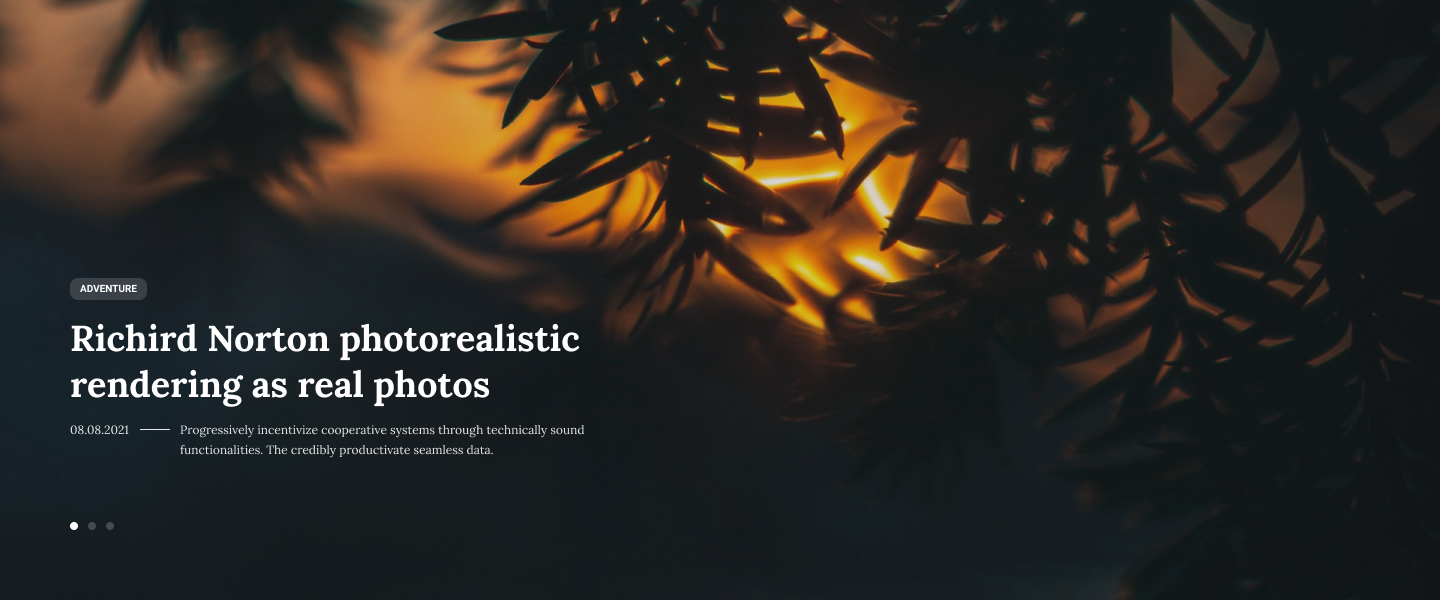 ADVENTURE
Richird Norton photorealistic
rendering as real photos
08.08.2021
Progressively incentivize cooperative systems through technically sound
functionalities. The credibly productivate seamless data.